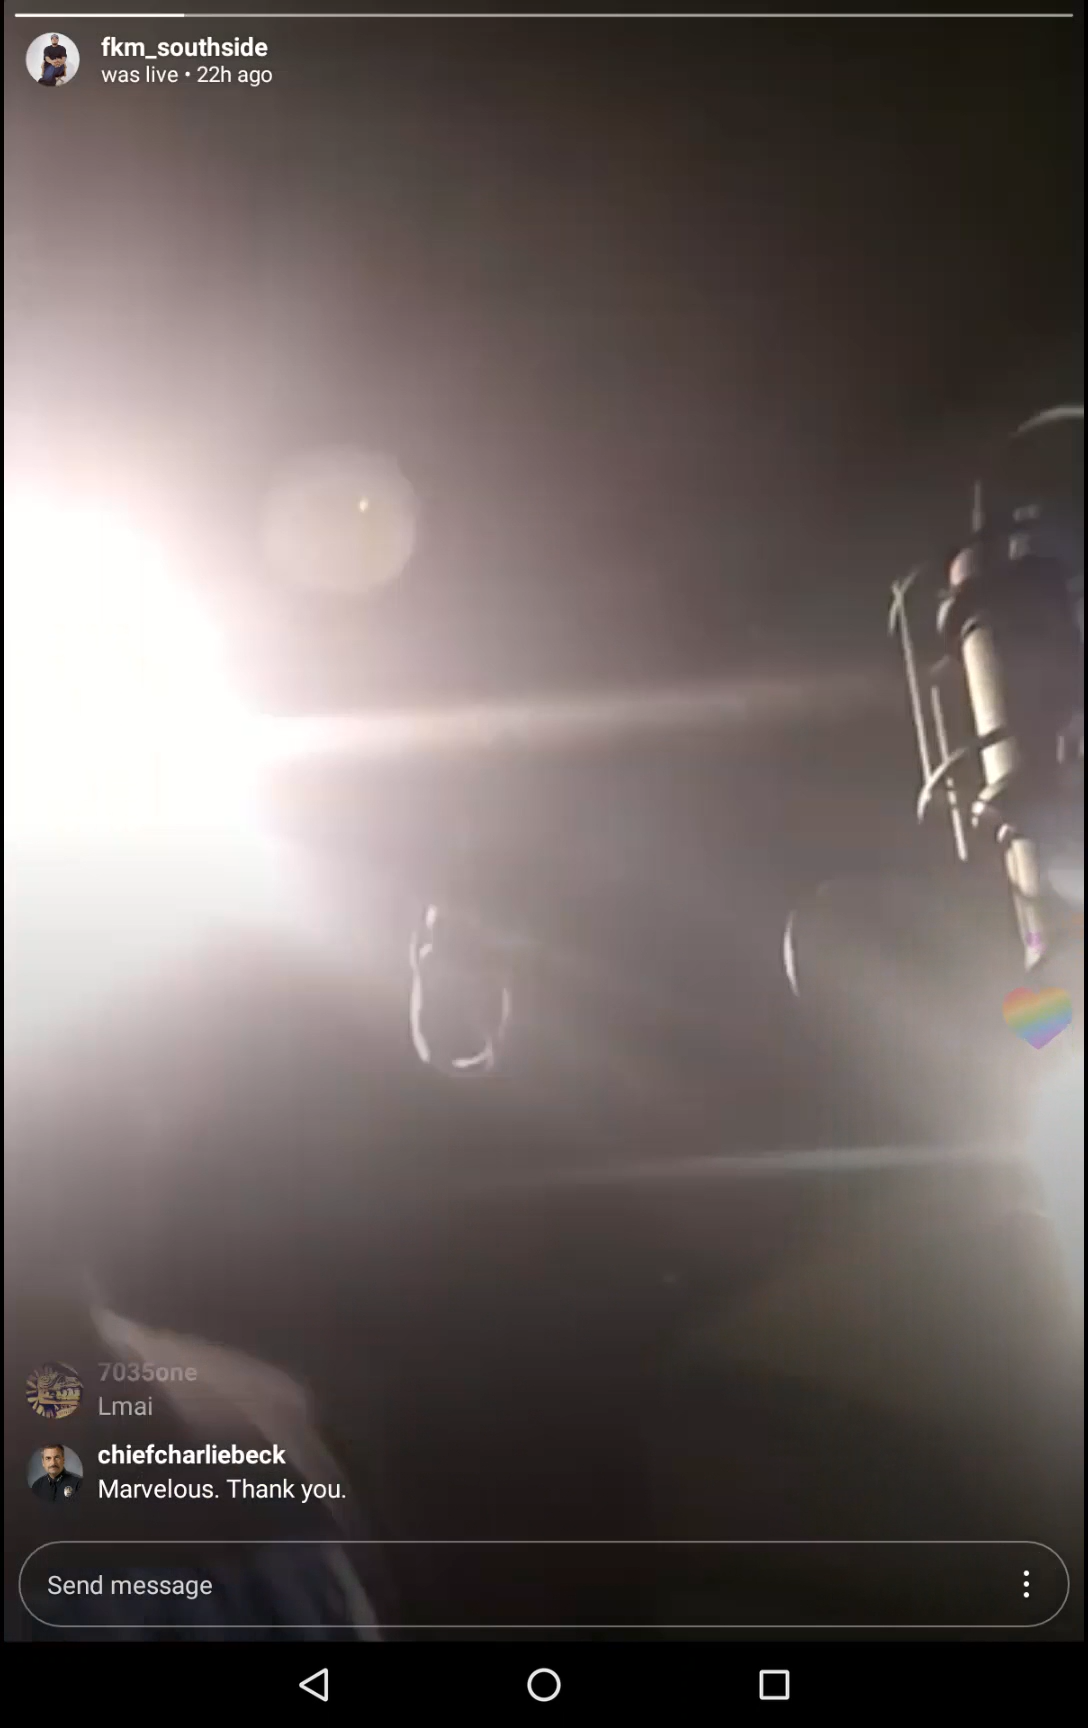 fkm_southside
was live • 22h ago
7035one
Lmai
chiefcharliebeck
Marvelous. Thank you.
Send message